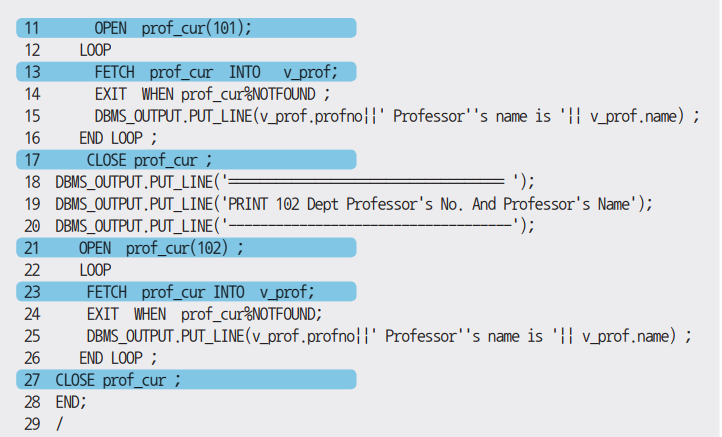 11 OPEN prof_cur(101);
12 LOOP
13 FETCH prof_cur INTO v_prof;
14 EXIT WHEN prof_cur%NOTFOUND ;
15 DBMS_OUTPUT.PUT_LINE(v_prof.profno||' Professor''s name is '|| v_prof.name) ;
16 END LOOP ;
17 CLOSE prof_cur ;
18 DBMS_OUTPUT.PUT_LINE('=================================== ');
19 DBMS_OUTPUT.PUT_LINE('PRINT 102 Dept Professor's No. And Professor's Name');
20 DBMS_OUTPUT.PUT_LINE('------------------------------------');
21 OPEN prof_cur(102) ;
22 LOOP
23 FETCH prof_cur INTO v_prof;
24 EXIT WHEN prof_cur%NOTFOUND;
25 DBMS_OUTPUT.PUT_LINE(v_prof.profno||' Professor''s name is '|| v_prof.name) ;
26 END LOOP ;
27 CLOSE prof_cur ;
28 END;
29 /